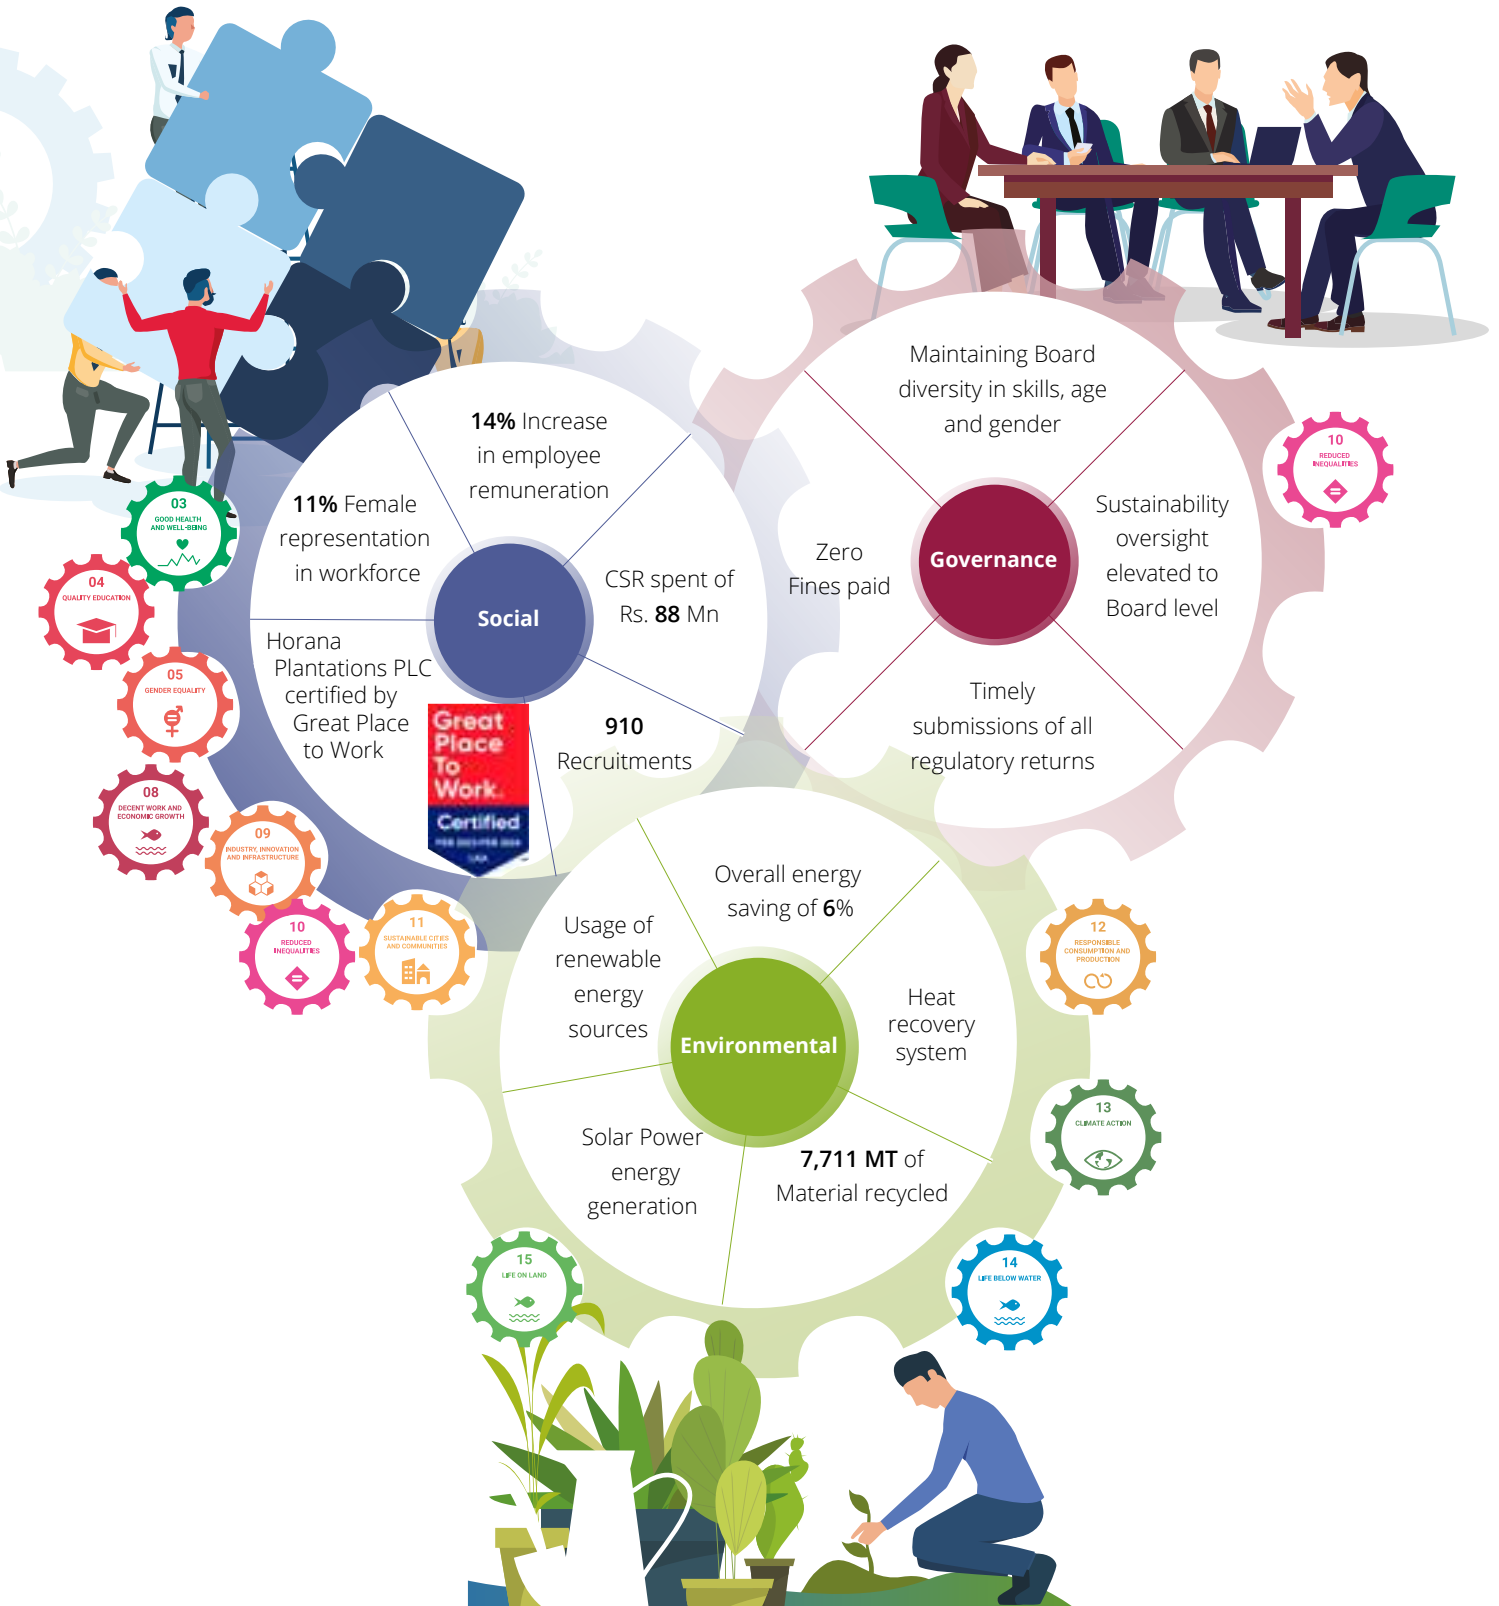 Maintaining Board
diversity in skills, age
and gender
Sustainability
oversight
elevated to
Board level
Timely
submissions of all
regulatory returns
Zero
Fines paid
Governance
10
REDUCED
INEQUALITIES
14% Increase
in employee
remuneration
11% Female
representation
in workforce
CSR spent of
Rs. 88 Mn
Social
Horana
Plantations PLC
certified by
Great Place
to Work
Great
Place
To
Work.
Certified
910
Recruitments
03
GOOD HEALTH
AND WELL-BEING
04
QUALITY EDUCATION
05
GENDER EQUALITY
08
DECENT WORK AND
ECONOMIC GROWTH
09
INDUSTRY, INNOVATION
AND INFRASTRUCTURE
10
REDUCED
INEQUALITIES
11
SUSTAINABLE CITIES
AND COMMUNITIES
Overall energy
saving of 6%
Usage of
renewable
energy
sources
Heat
recovery
system
Environmental
Solar Power
energy
generation
7,711 MT of
Material recycled
12
RESPONSIBLE
CONSUMPTION AND
PRODUCTION
13
CLIMATE ACTION
14
LIFE BELOW WATER
15
LIFE ON LAND